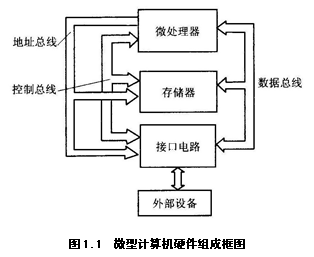 地址总线
微处理器
控制总线
存储器
数据总线
接口电路
外部设备
图1.1 微型计算机硬件组成框图